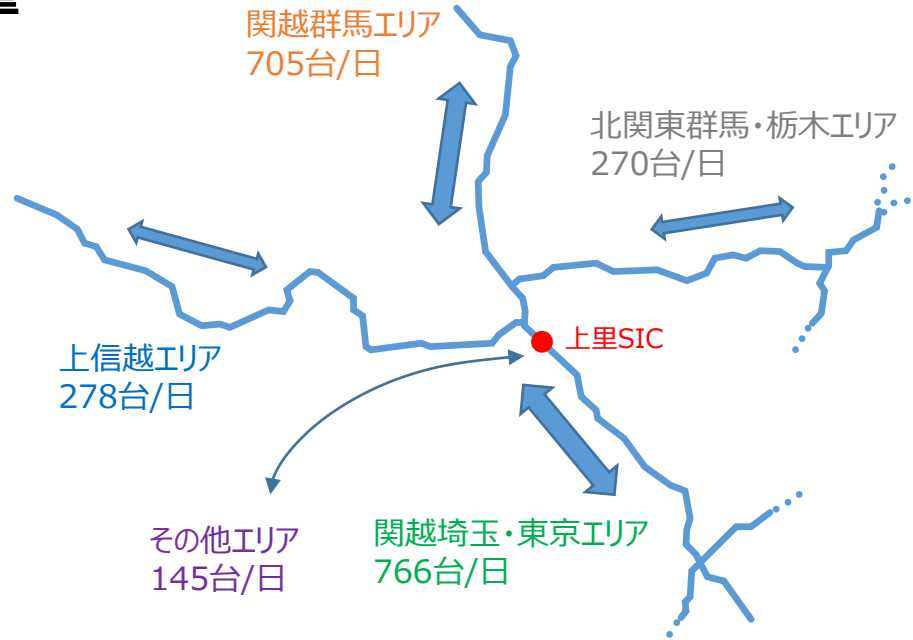 関越群馬エリア
705台/日
北関東群馬・栃木エリア
270台/日
上里SIC
上信越エリア
278台/日
その他エリア
145台/日
関越埼玉・東京エリア
766台/日